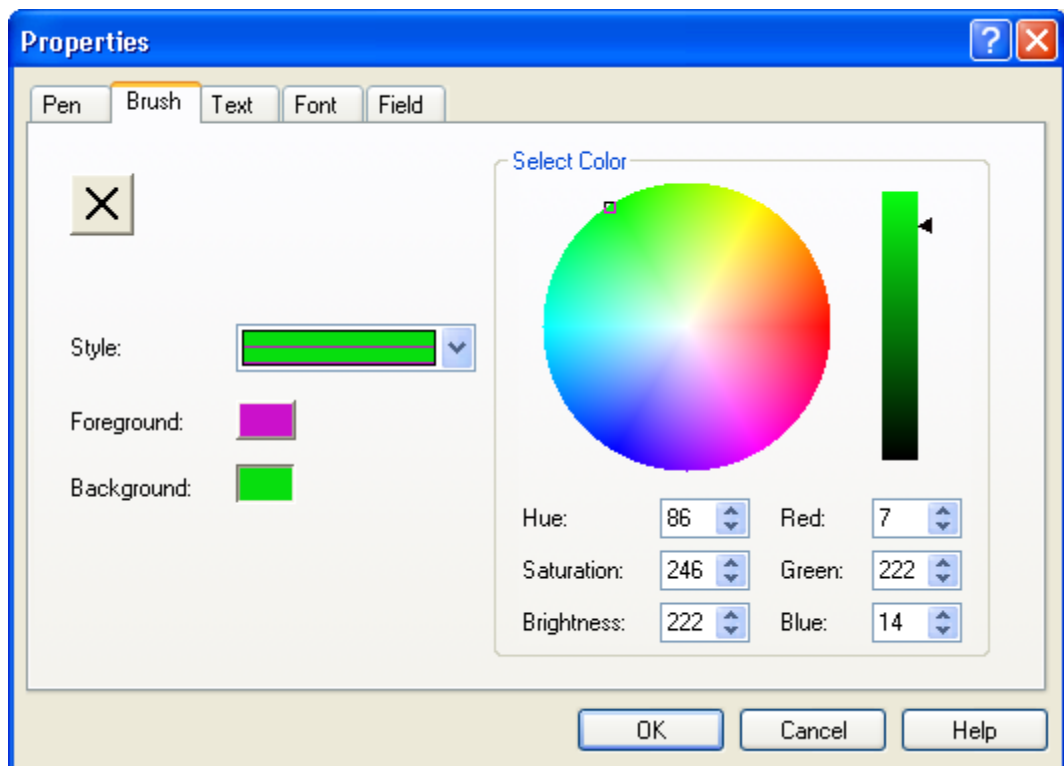 Properties
Pen Brush Text Font Field
Select Color
Style:
Foreground:
Background:
Hue: 86 Red: 7
Saturation: 246 Green: 222
Brightness: 222 Blue: 14
OK Cancel Help